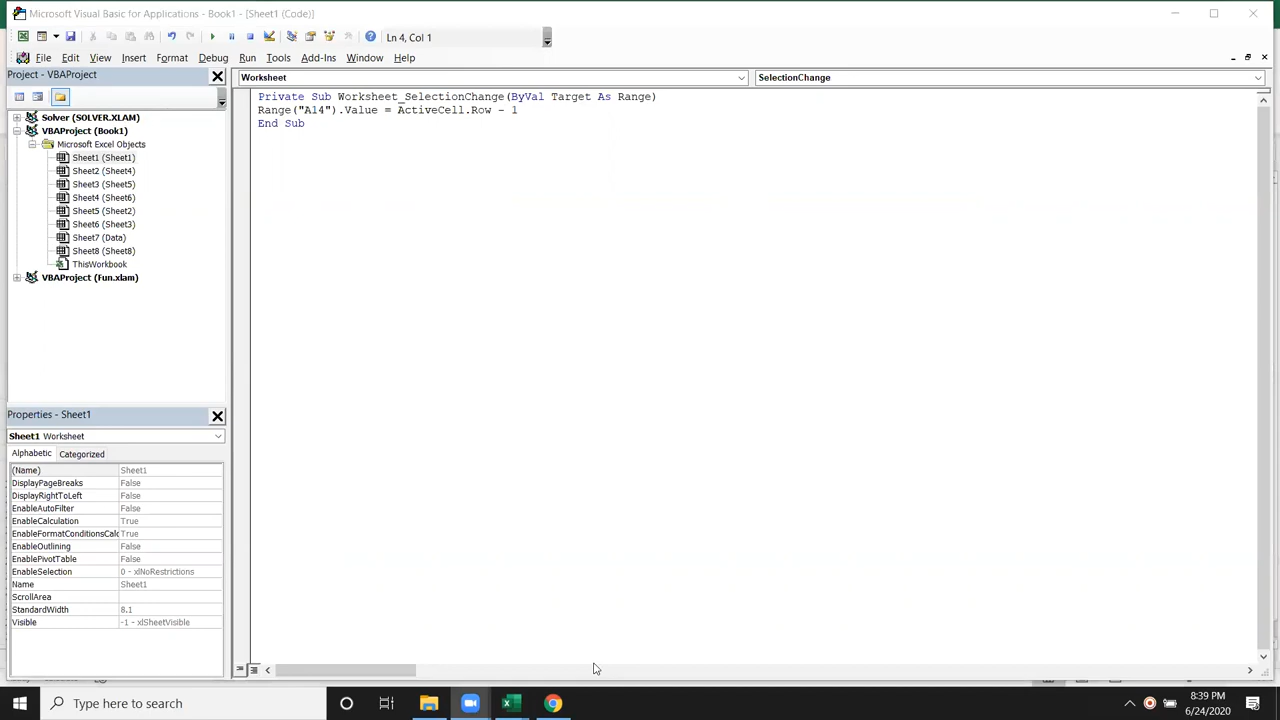 Microsoft Visual Basic for Applications - Book1 - [Sheet1 (Code)]
Ln 4, Col 1
File Edit View Insert Format Debug Run Tools Add-Ins Window Help
Project - VBAProject
Solver (SOLVER.XLAM)
VBAProject (Book1)
Microsoft Excel Objects
Sheet1 (Sheet1)
Sheet2 (Sheet4)
Sheet3 (Sheet5)
Sheet4 (Sheet6)
Sheet5 (Sheet2)
Sheet6 (Sheet3)
Sheet7 (Data)
Sheet8 (Sheet8)
ThisWorkbook
VBAProject (Fun.xlam)
Worksheet
SelectionChange
Private Sub Worksheet_SelectionChange(ByVal Target As Range)
Range("A14").Value = ActiveCell.Row - 1
End Sub
Properties - Sheet1
Sheet1 Worksheet
Alphabetic Categorized
(Name) Sheet1
DisplayPageBreaks False
DisplayRightToLeft False
EnableAutoFilter False
EnableCalculation True
EnableFormatConditionsCalc True
EnableOutlining False
EnablePivotTable False
EnableSelection 0 - xlNoRestrictions
Name Sheet1
ScrollArea
StandardWidth 8.1
Visible -1 - xlSheetVisible
Type here to search
8:39 PM
6/24/2020